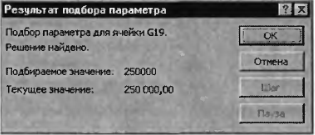 Результат подбора параметра
Подбор параметра для ячейки G19.
Решение найдено.
Подбираемое значение: 250000
Текущее значение: 250 000,00
OK
Отмена
Шаг
Пауза